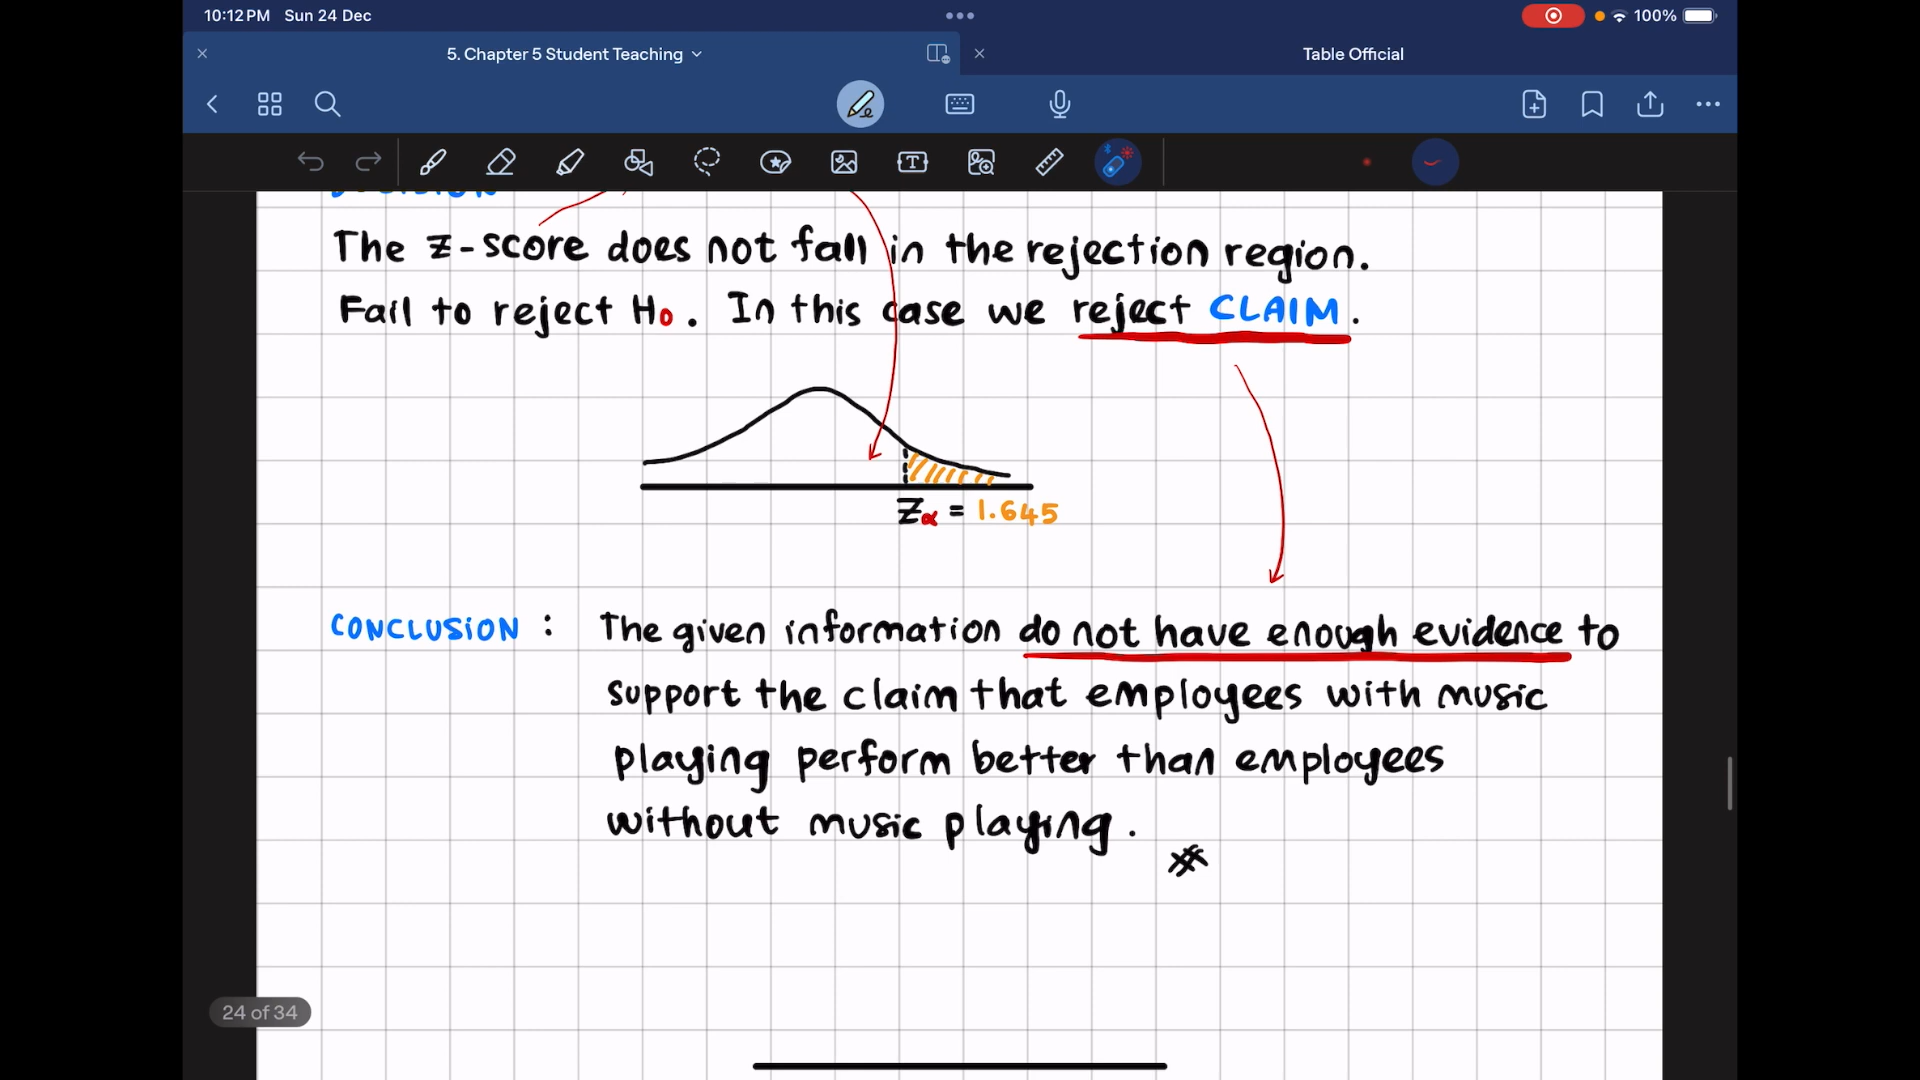 10:12 PM Sun 24 Dec
100%
5. Chapter 5 Student Teaching
Table Official
The z-score does not fall in the rejection region.
Fail to reject H0. In this case we reject CLAIM.
Zα = 1.645
CONCLUSION : The given information do not have enough evidence to
support the claim that employees with music
playing perform better than employees
without music playing.
24 of 34